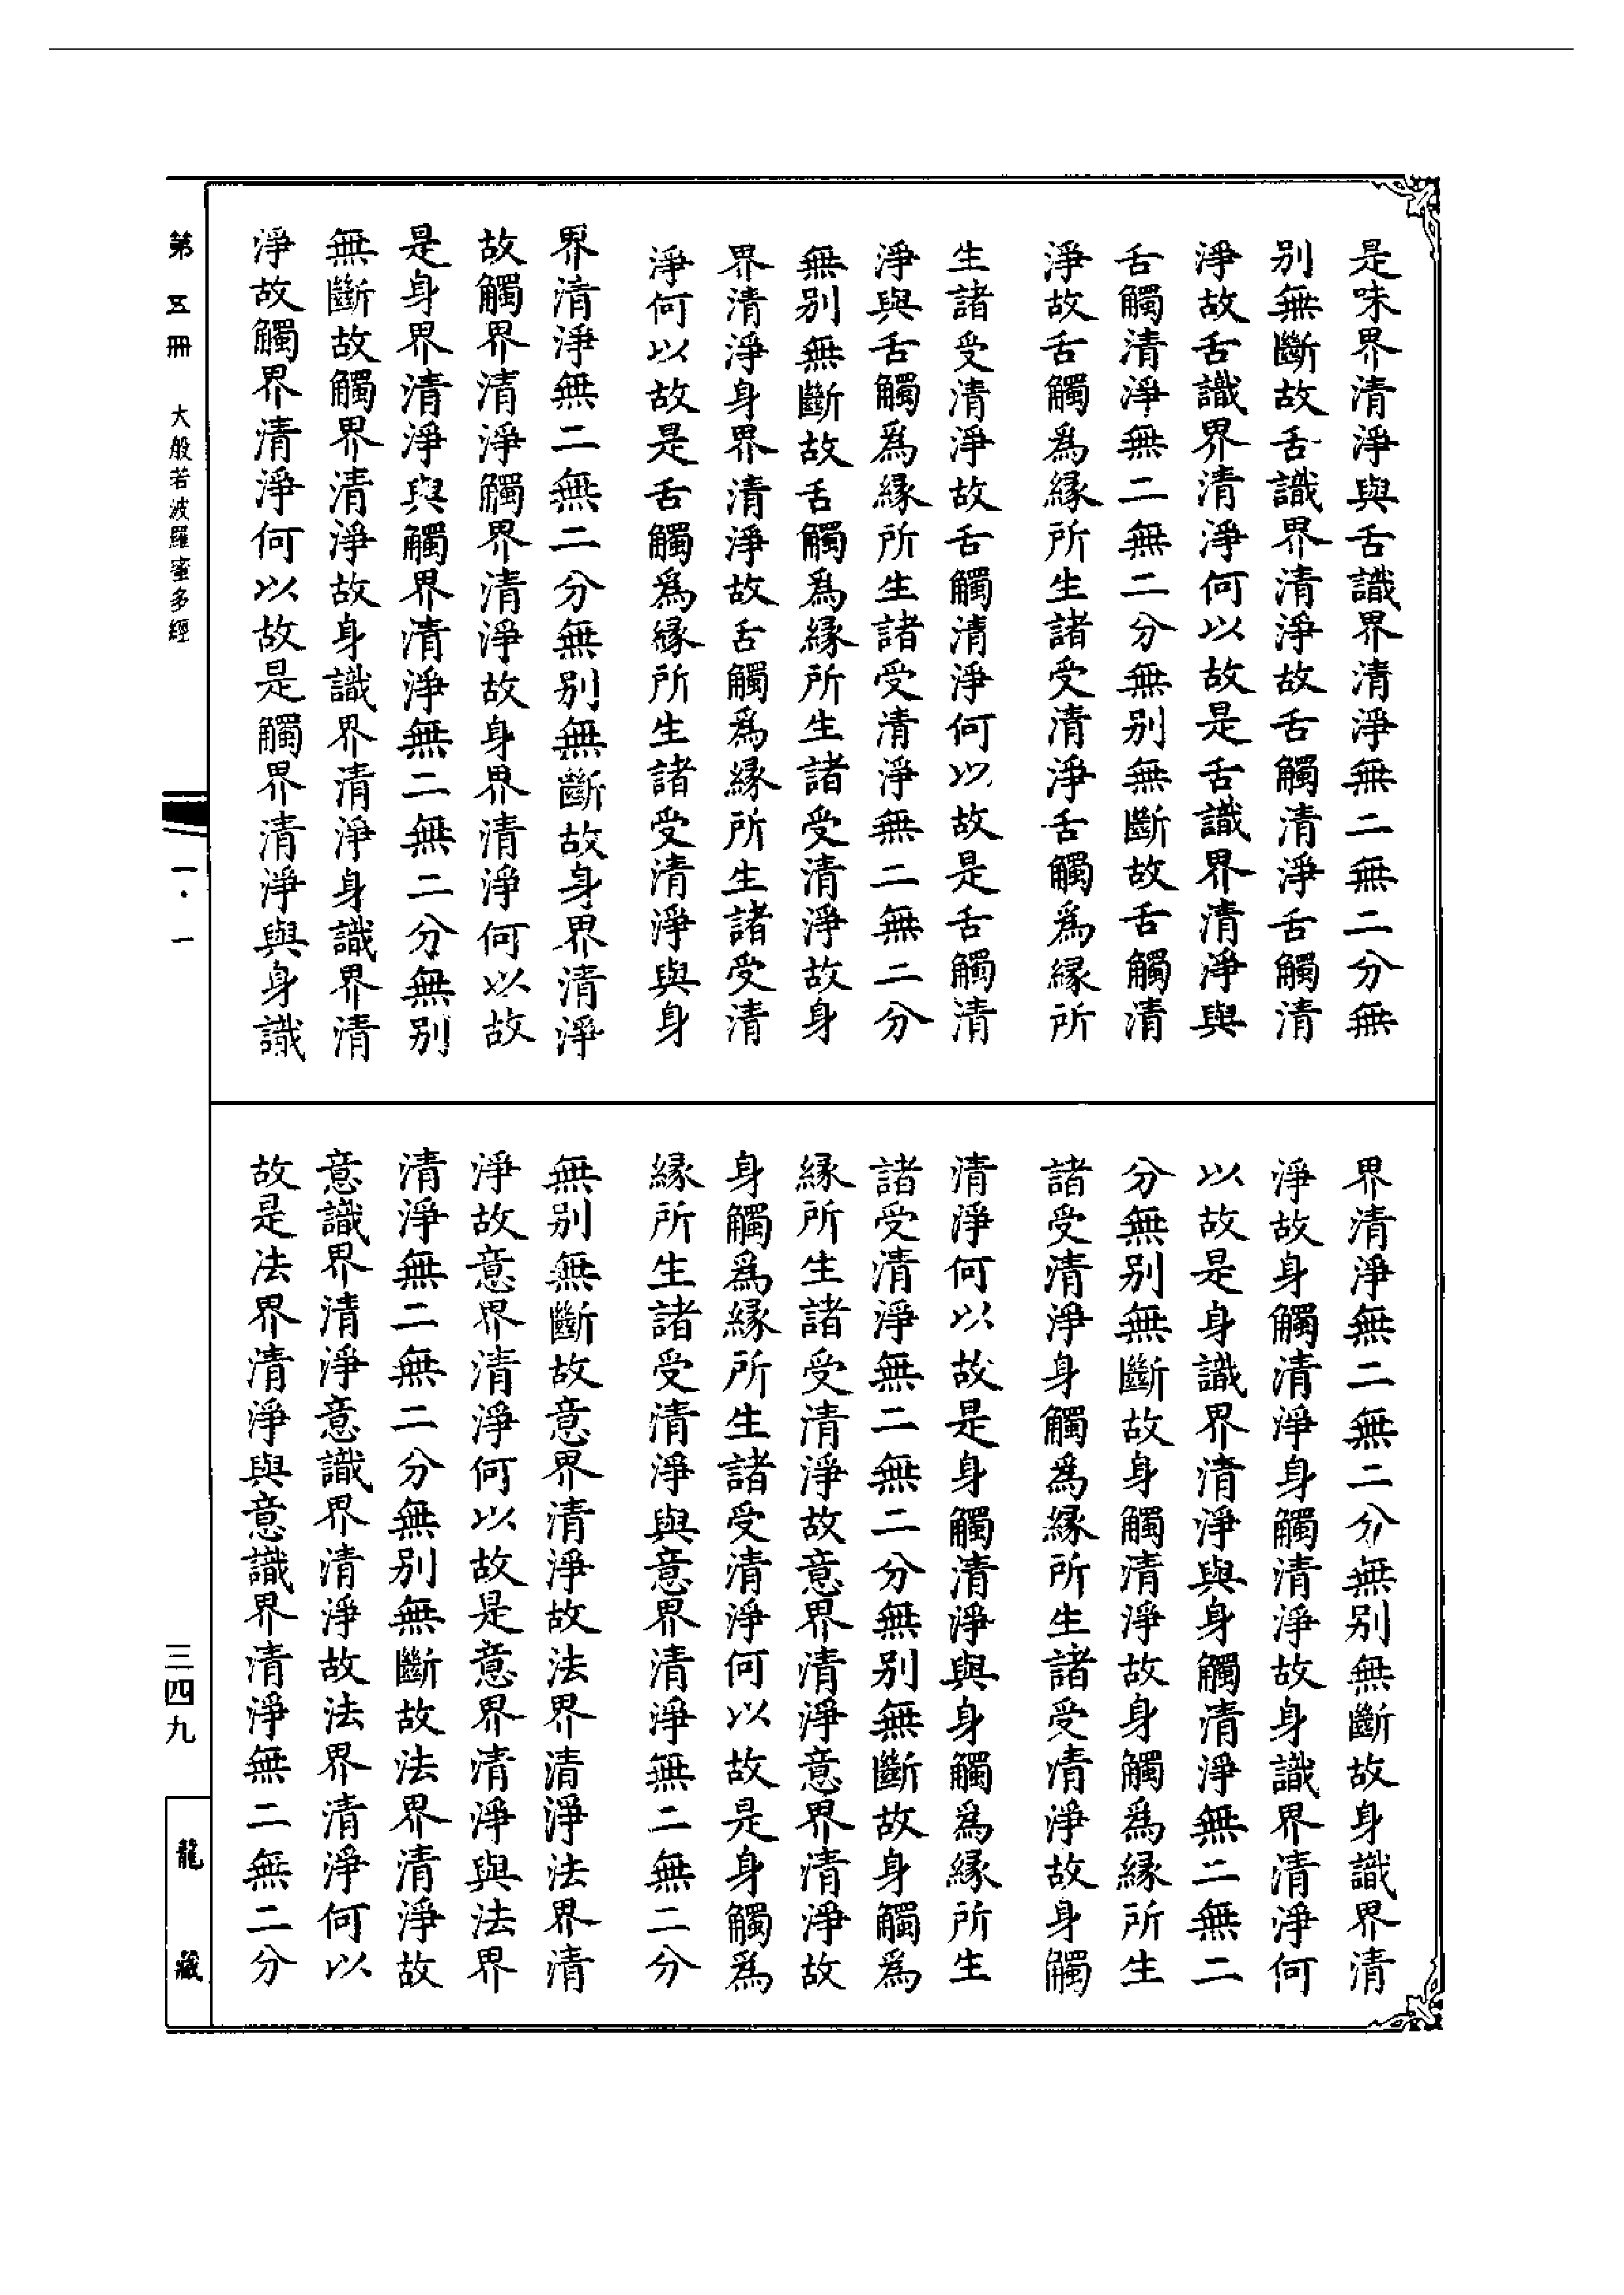 是味界清淨與舌識界清淨無二無二分無
别無斷故舌識界清淨故舌觸清淨舌觸清
淨故舌識界清淨何以故是舌識界清淨與
舌觸清淨無二無二分無别無斷故舌觸清
淨故舌觸爲緣所生諸受清淨舌觸爲緣所
生諸受清淨故舌觸清淨何以故是舌觸清
淨與舌觸爲緣所生諸受清淨無二無二分
無别無斷故舌觸爲緣所生諸受清淨故身
界清淨身界清淨故舌觸爲緣所生諸受清
淨何以故是舌觸爲緣所生諸受清淨與身
界清淨無二無二分無别無斷故身界清淨
故觸界清淨觸界清淨故身界清淨何以故
是身界清淨與觸界清淨無二無二分無别
無斷故觸界清淨故身識界清淨身識界清
淨故觸界清淨何以故是觸界清淨與身識
界清淨無二無二分無别無斷故身識界清
淨故身觸清淨身觸清淨故身識界清淨何
以故是身識界清淨與身觸清淨無二無二
分無别無斷故身觸清淨故身觸爲緣所生
諸受清淨身觸爲緣所生諸受清淨故身觸
清淨何以故是身觸清淨與身觸爲緣所生
諸受清淨無二無二分無别無斷故身觸爲
緣所生諸受清淨故意界清淨意界清淨故
身觸爲緣所生諸受清淨何以故是身觸爲
緣所生諸受清淨與意界清淨無二無二分
無别無斷故意界清淨故法界清淨法界清
淨故意界清淨何以故是意界清淨與法界
清淨無二無二分無别無斷故法界清淨故
意識界清淨意識界清淨故法界清淨何以
故是法界清淨與意識界清淨無二無二分
第五冊 大般若波羅蜜多經
一·一
三四九
龍藏